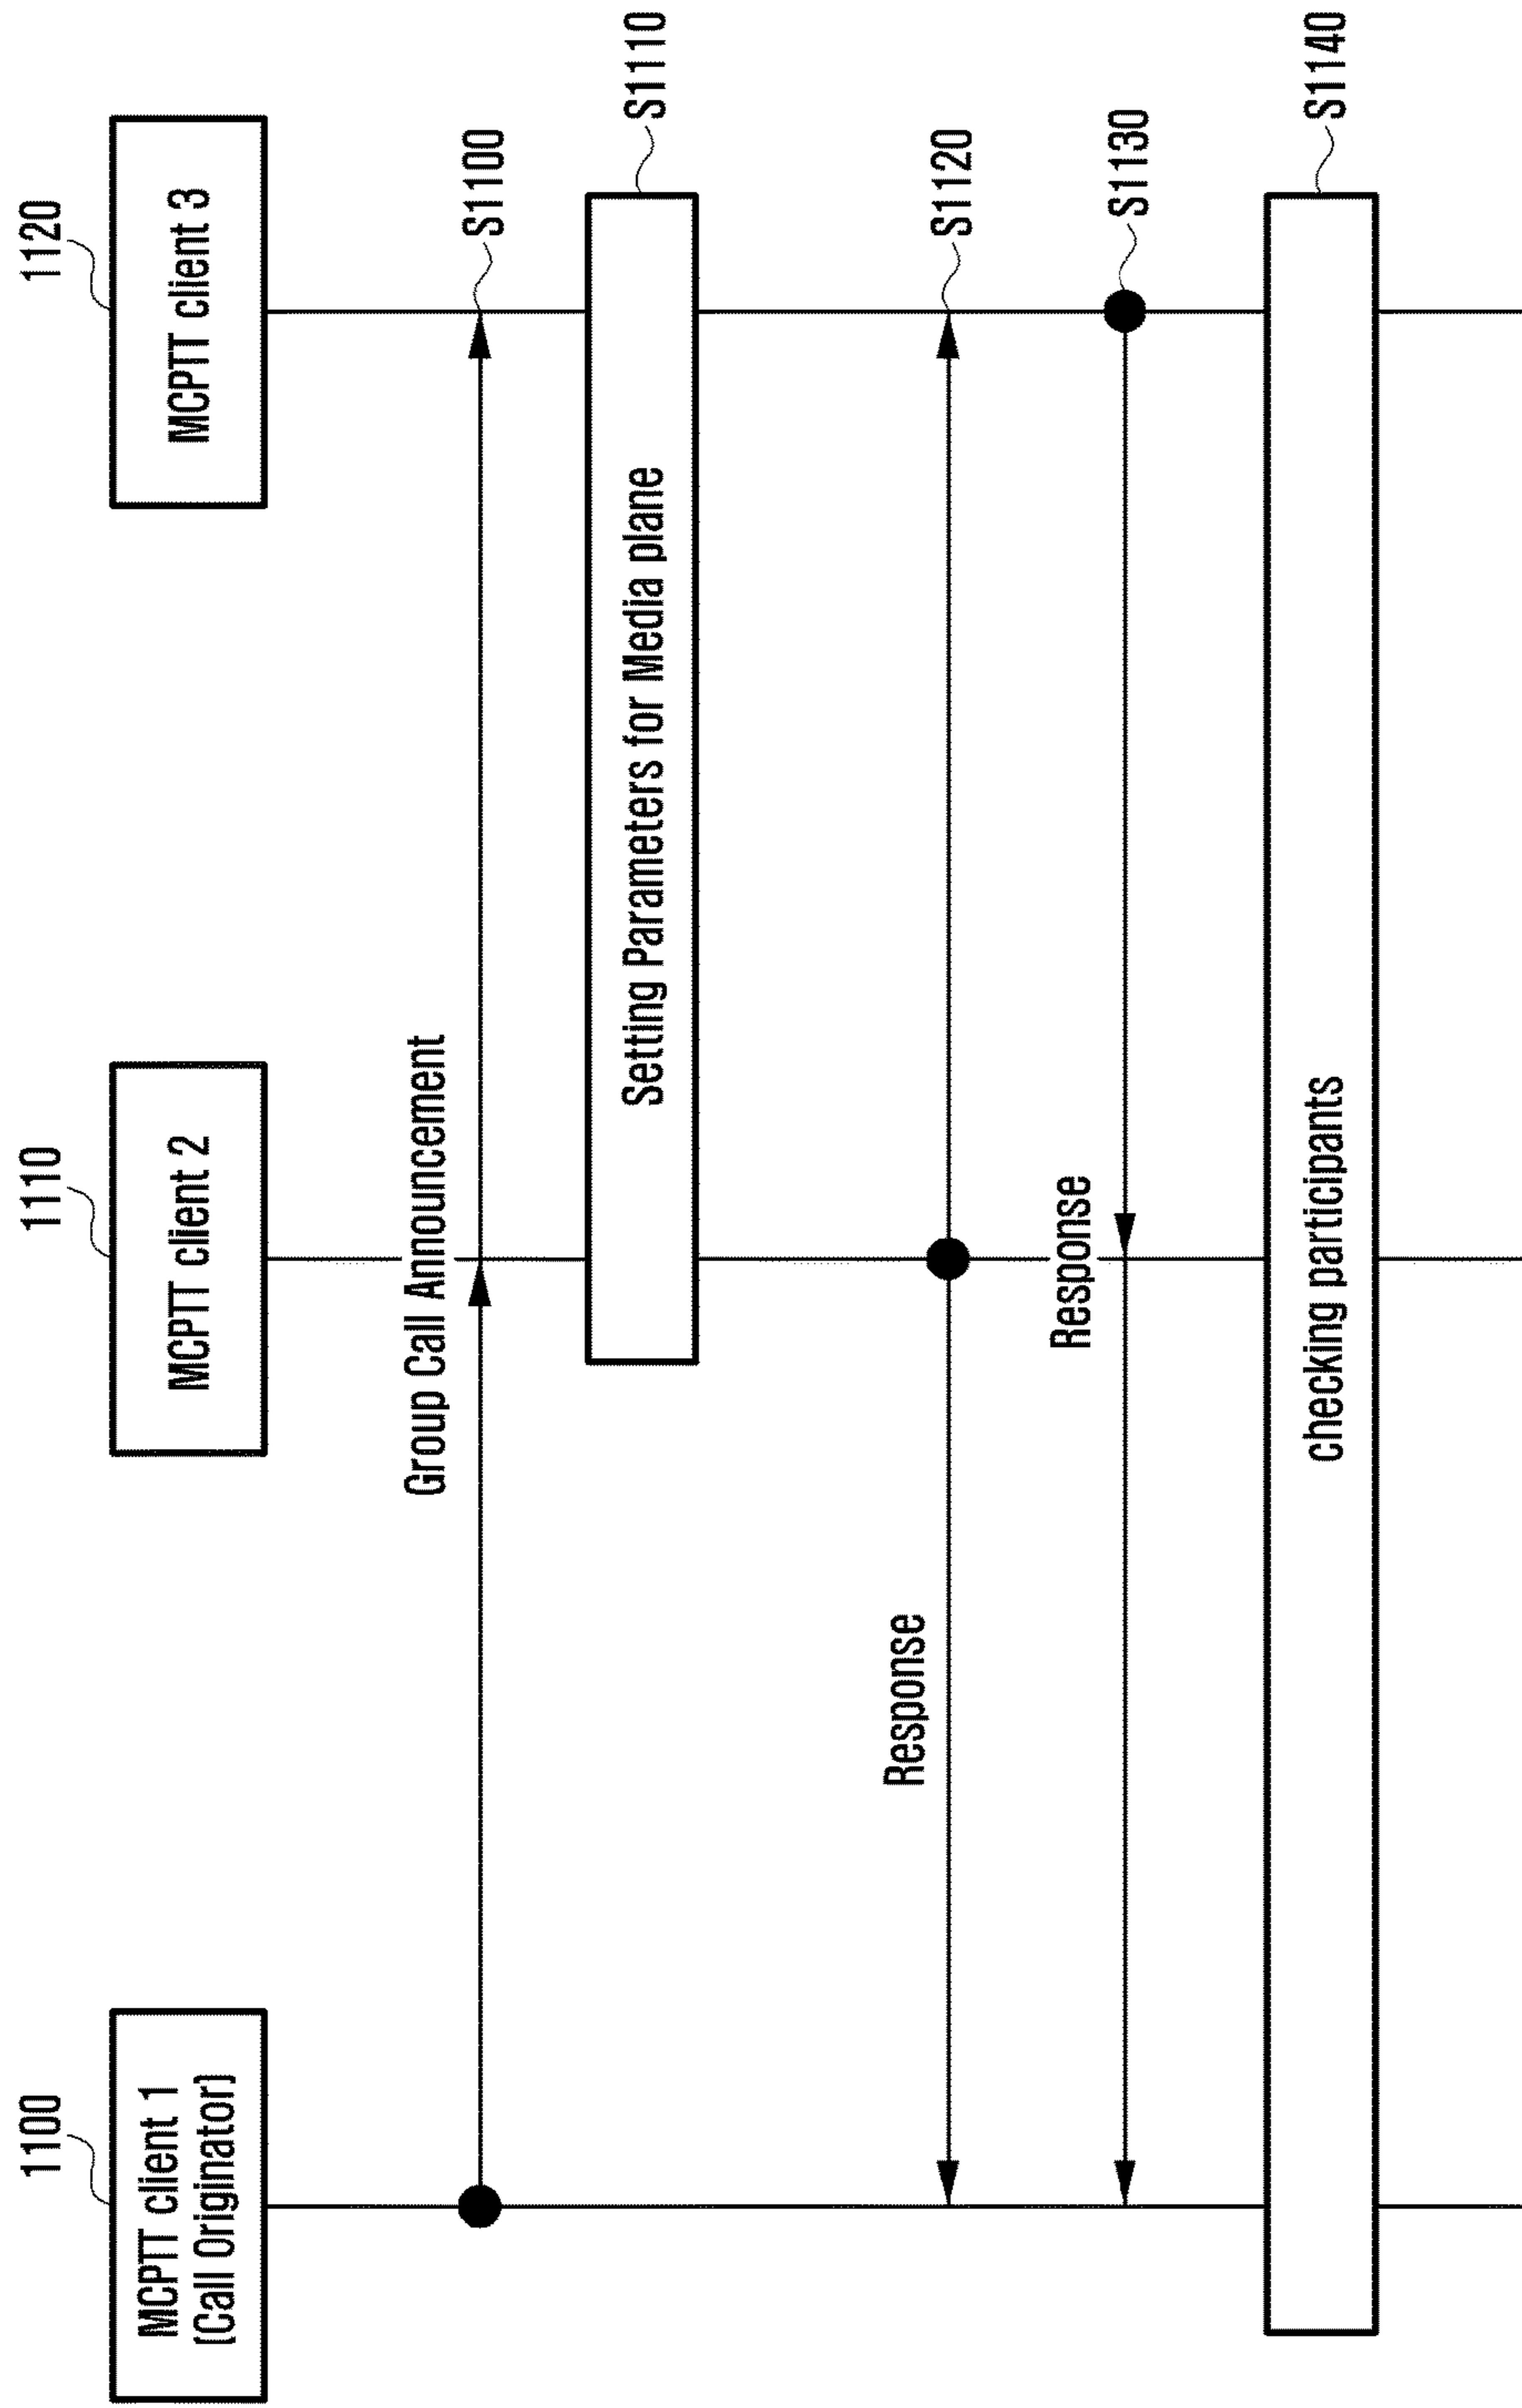 1100
1110
1120
MCPTT client 1
(Call Originator)
MCPTT client 2
MCPTT client 3
Group Call Announcement
S1100
Setting Parameters for Media plane
S1110
Response
S1120
Response
S1130
checking participants
S1140